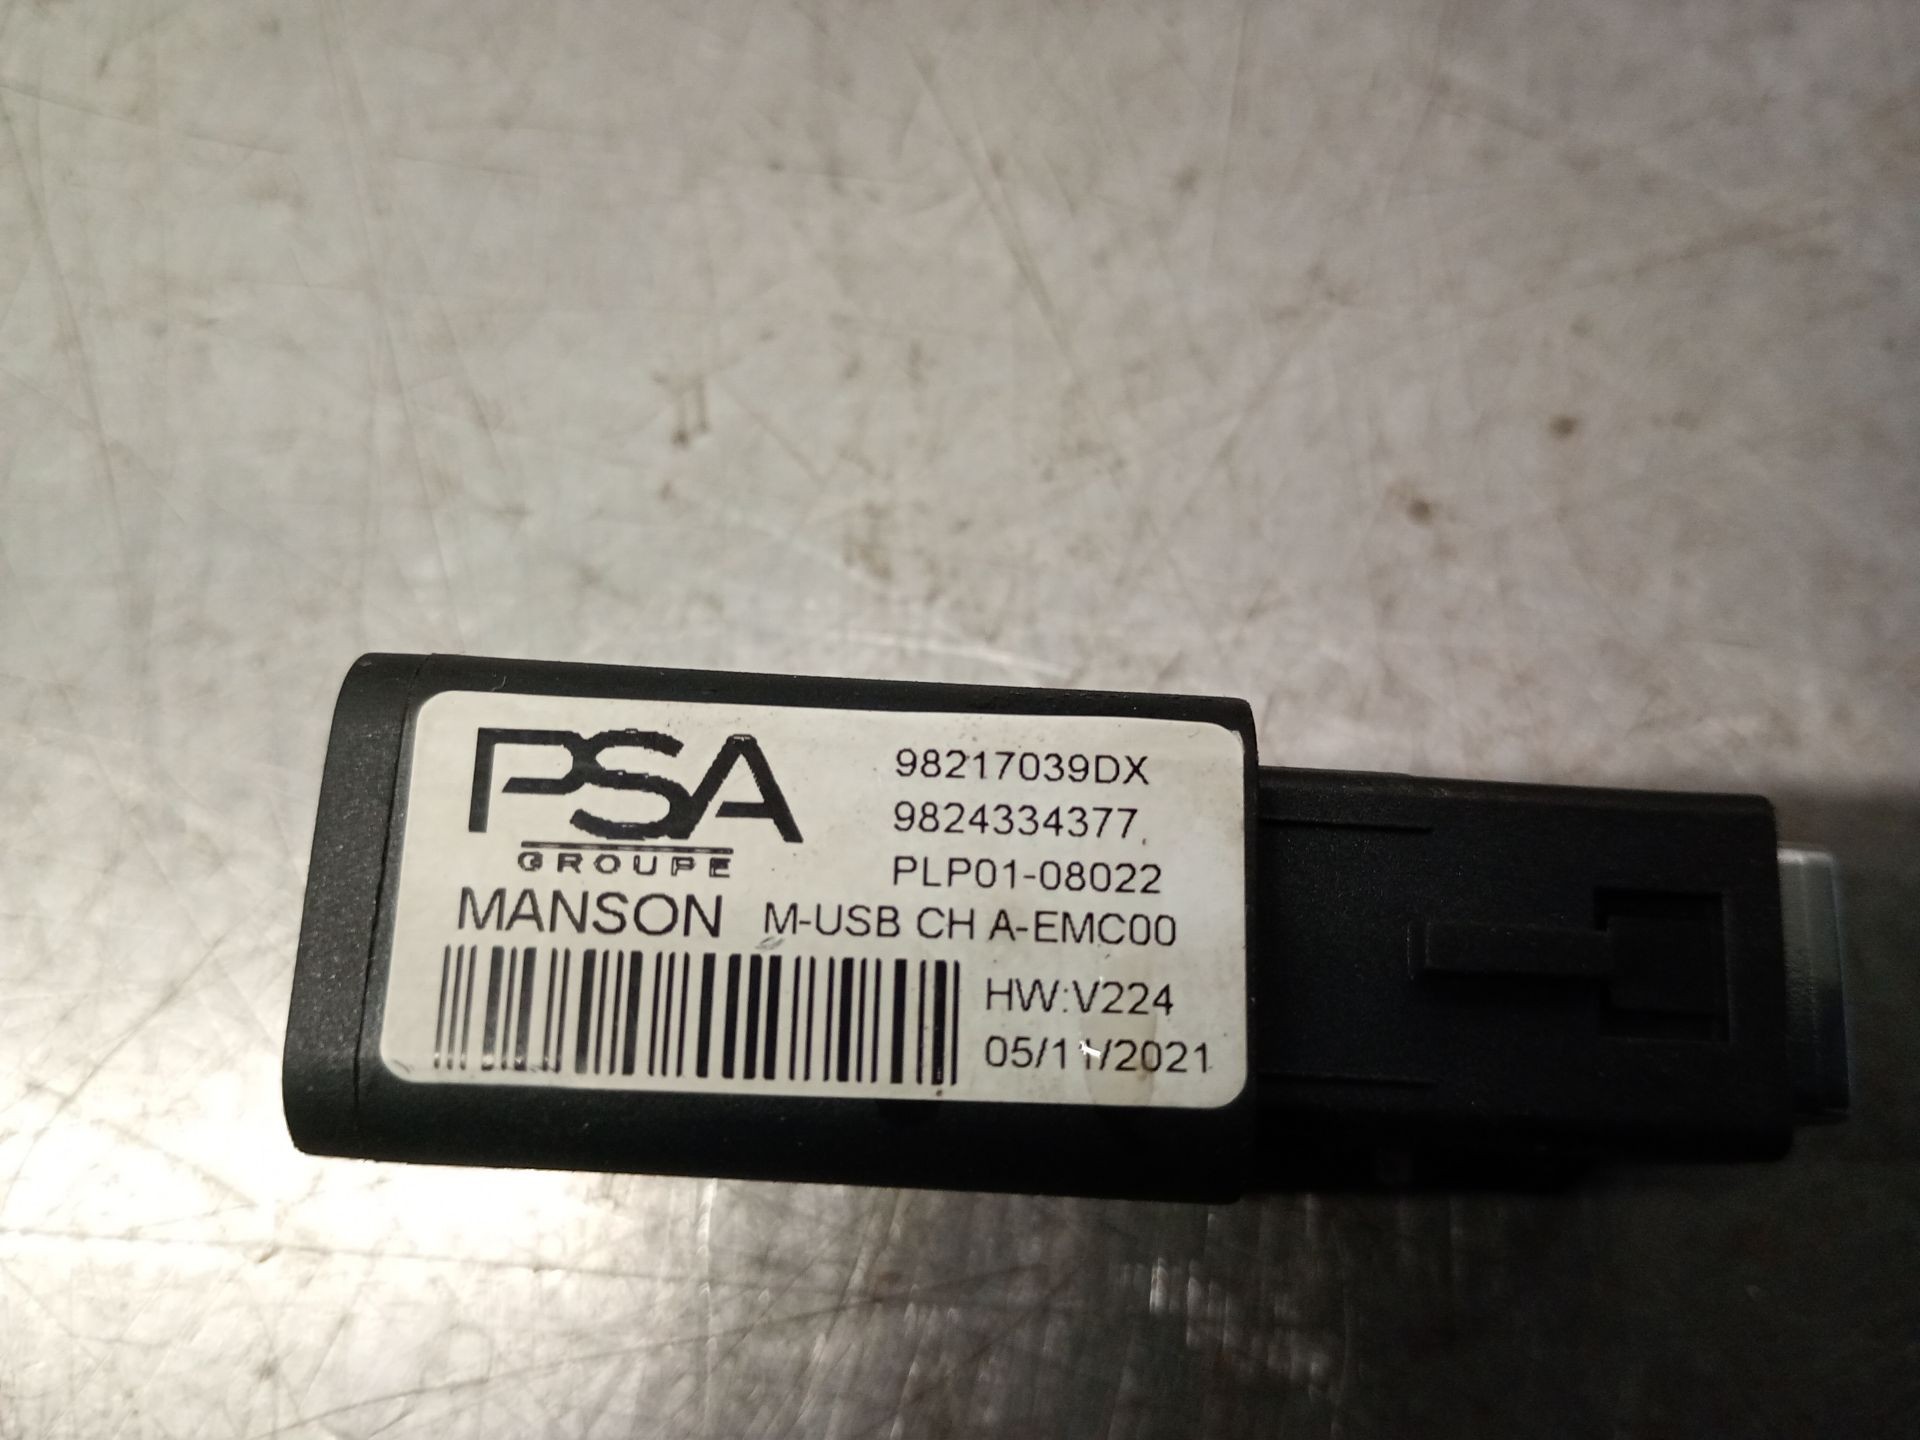 PSA
GROUPE
98217039DX
9824334377
PLP01-08022
MANSON M-USB CH A-EMC00
HW:V224
05/11/2021